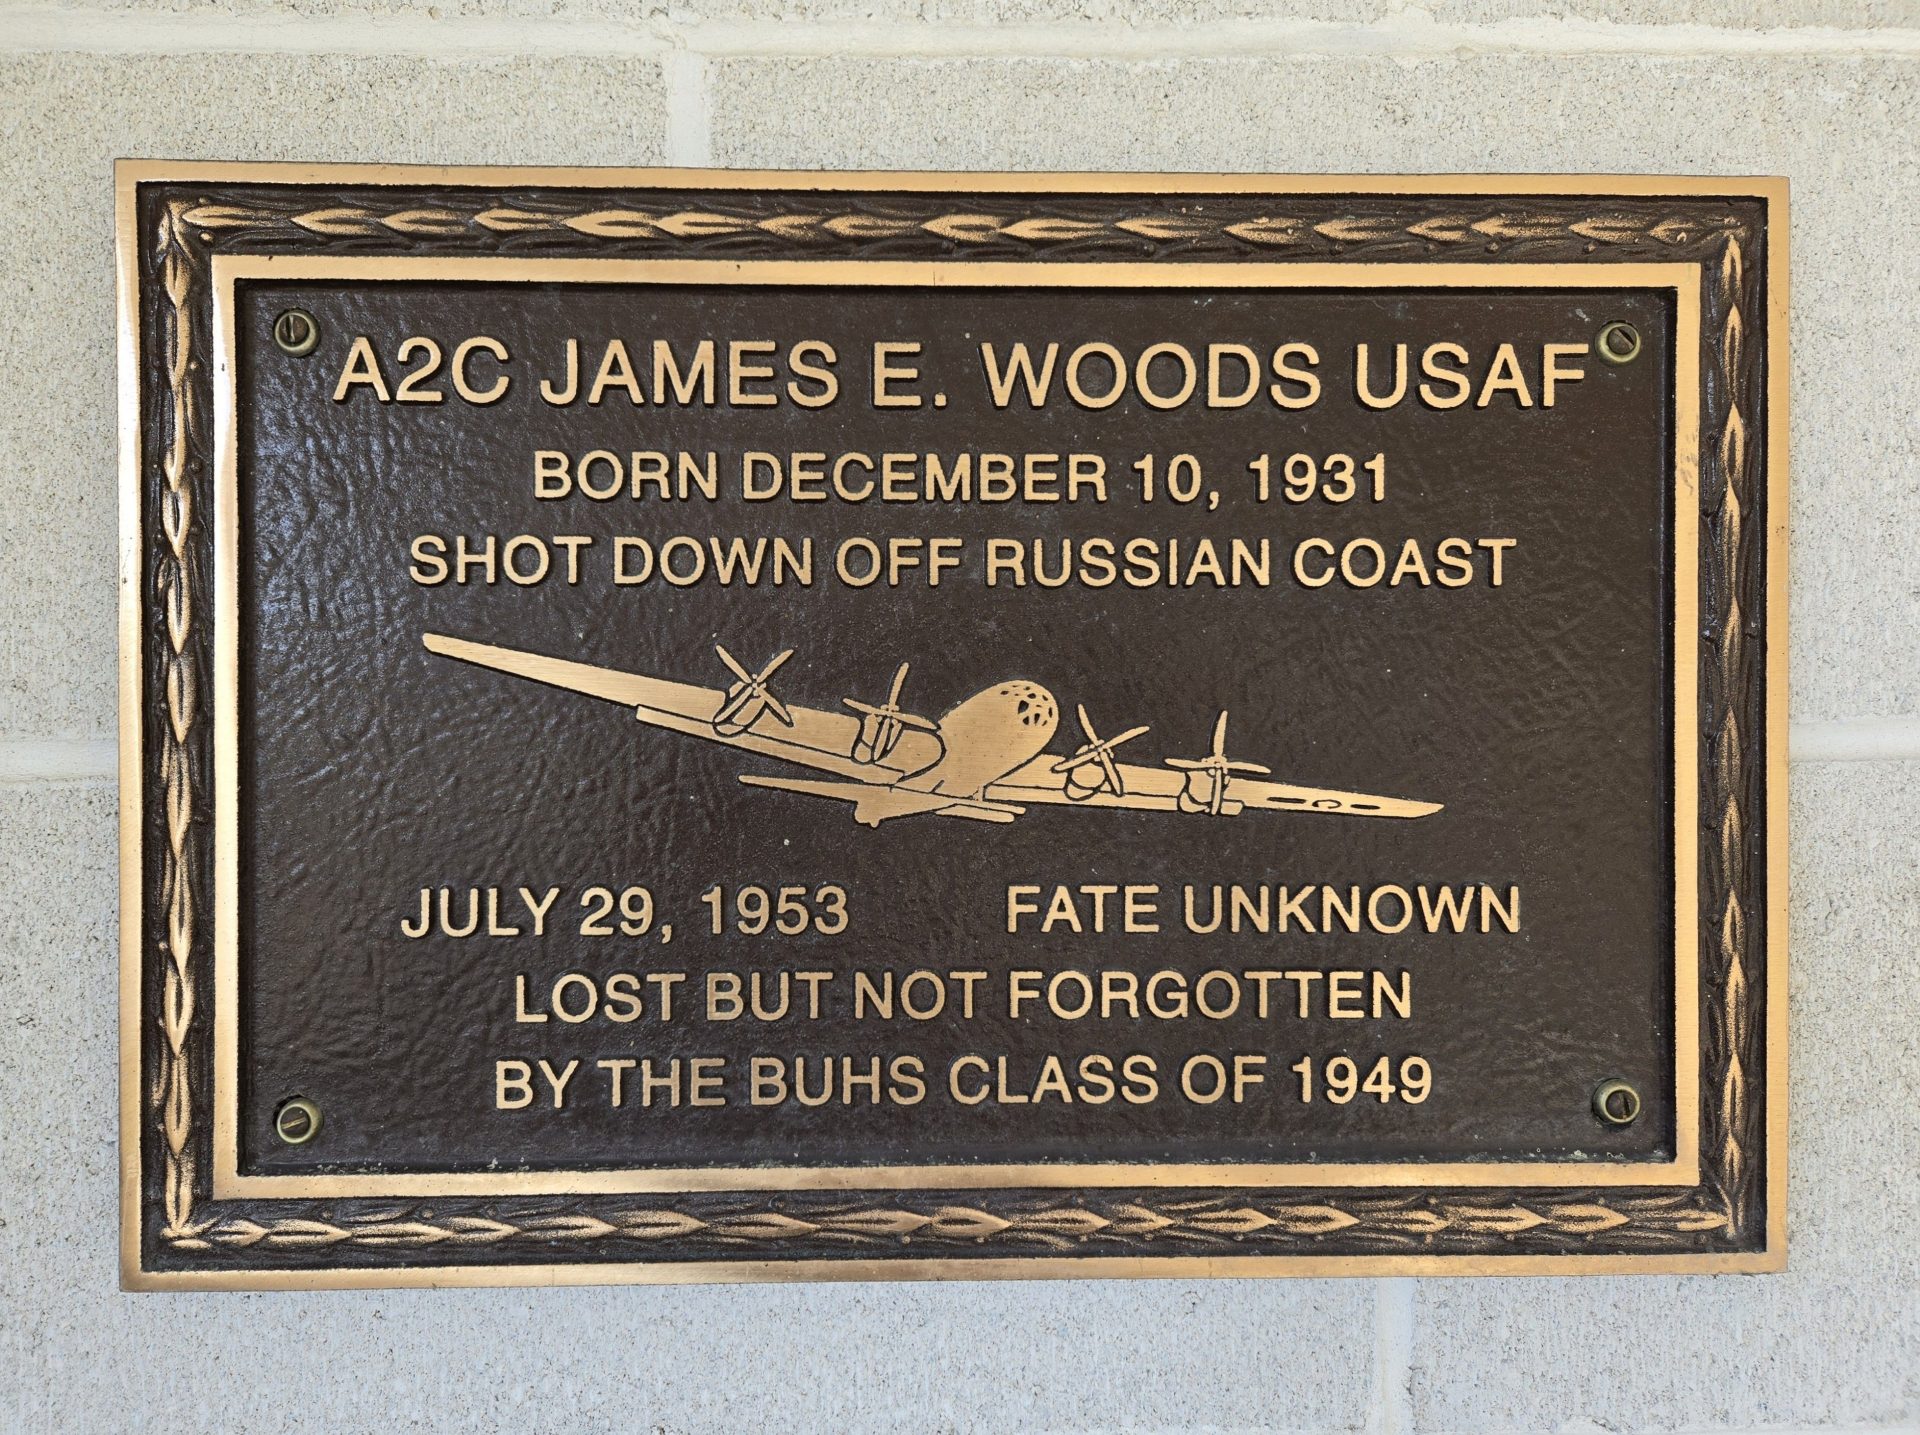 A2C JAMES E. WOODS USAF
BORN DECEMBER 10, 1931
SHOT DOWN OFF RUSSIAN COAST
JULY 29, 1953 FATE UNKNOWN
LOST BUT NOT FORGOTTEN
BY THE BUHS CLASS OF 1949